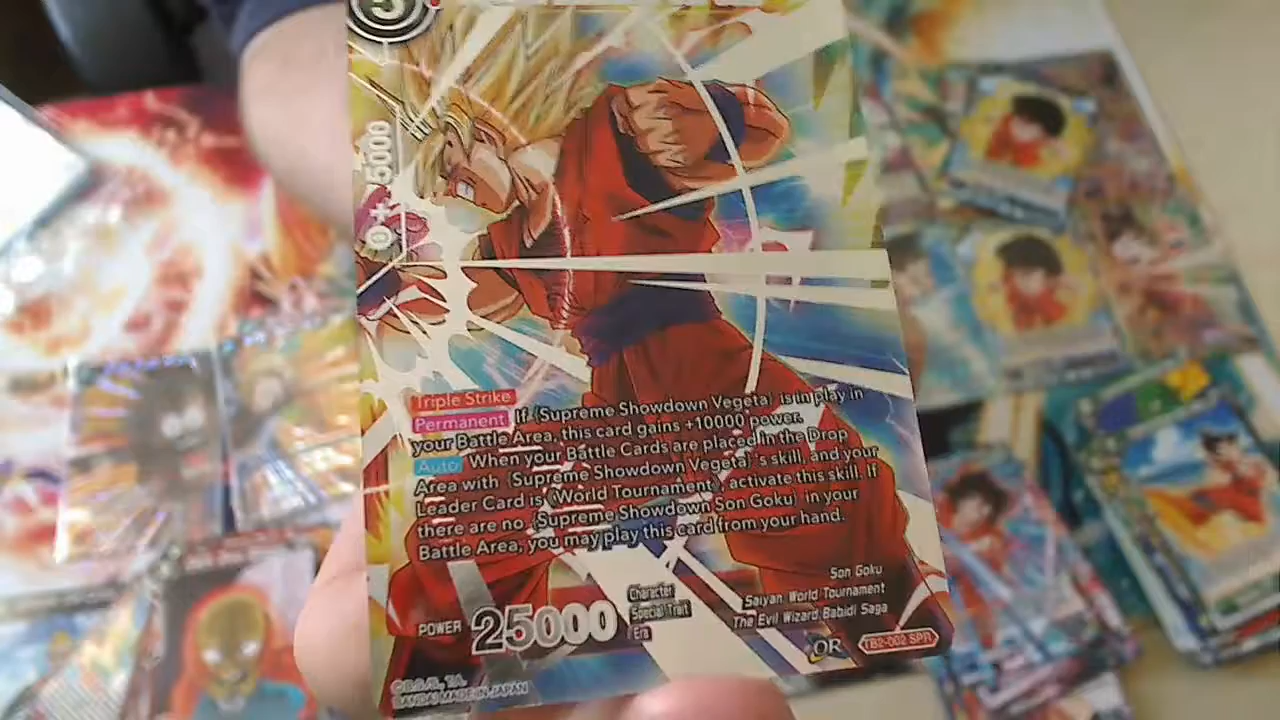 5
5000
Triple Strike
Permanent If {Supreme Showdown Vegeta} is in play in
your Battle Area, this card gains +10000 power.
Auto When your Battle Cards are placed in the Drop
Area with {Supreme Showdown Vegeta}'s skill, and your
Leader Card is 《World Tournament》, activate this skill. If
there are no {Supreme Showdown Son Goku} in your
Battle Area, you may play this card from your hand.
POWER 25000
Character Son Goku
Special Trait Saiyan World Tournament
Era The Evil Wizard Babidi Saga
TB2-002 SPR
BANDAI MADE IN JAPAN